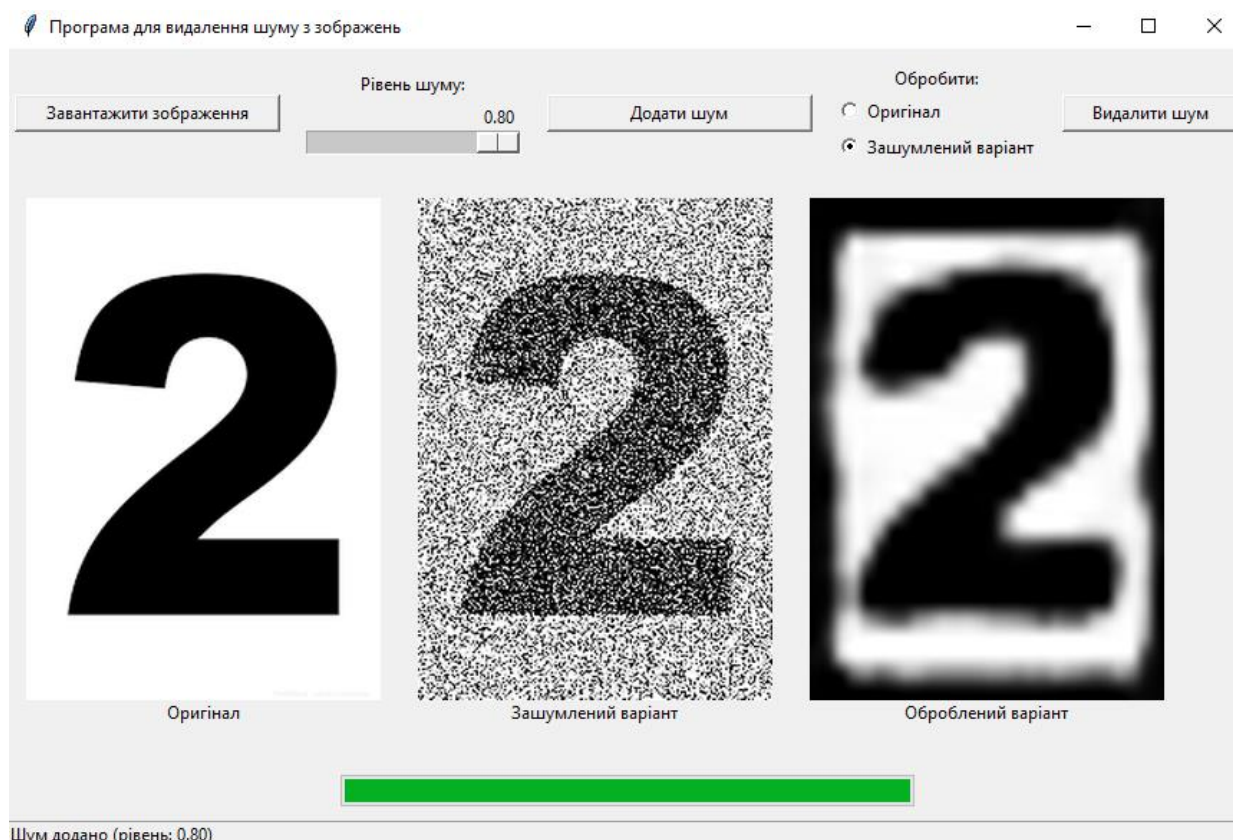 Програма для видалення шуму з зображень
Завантажити зображення
Рівень шуму:
0.80
Додати шум
Обробити:
Оригінал
Зашумлений варіант
Видалити шум
2
2
2
Оригінал
Зашумлений варіант
Оброблений варіант
Шум додано (рівень: 0.80)